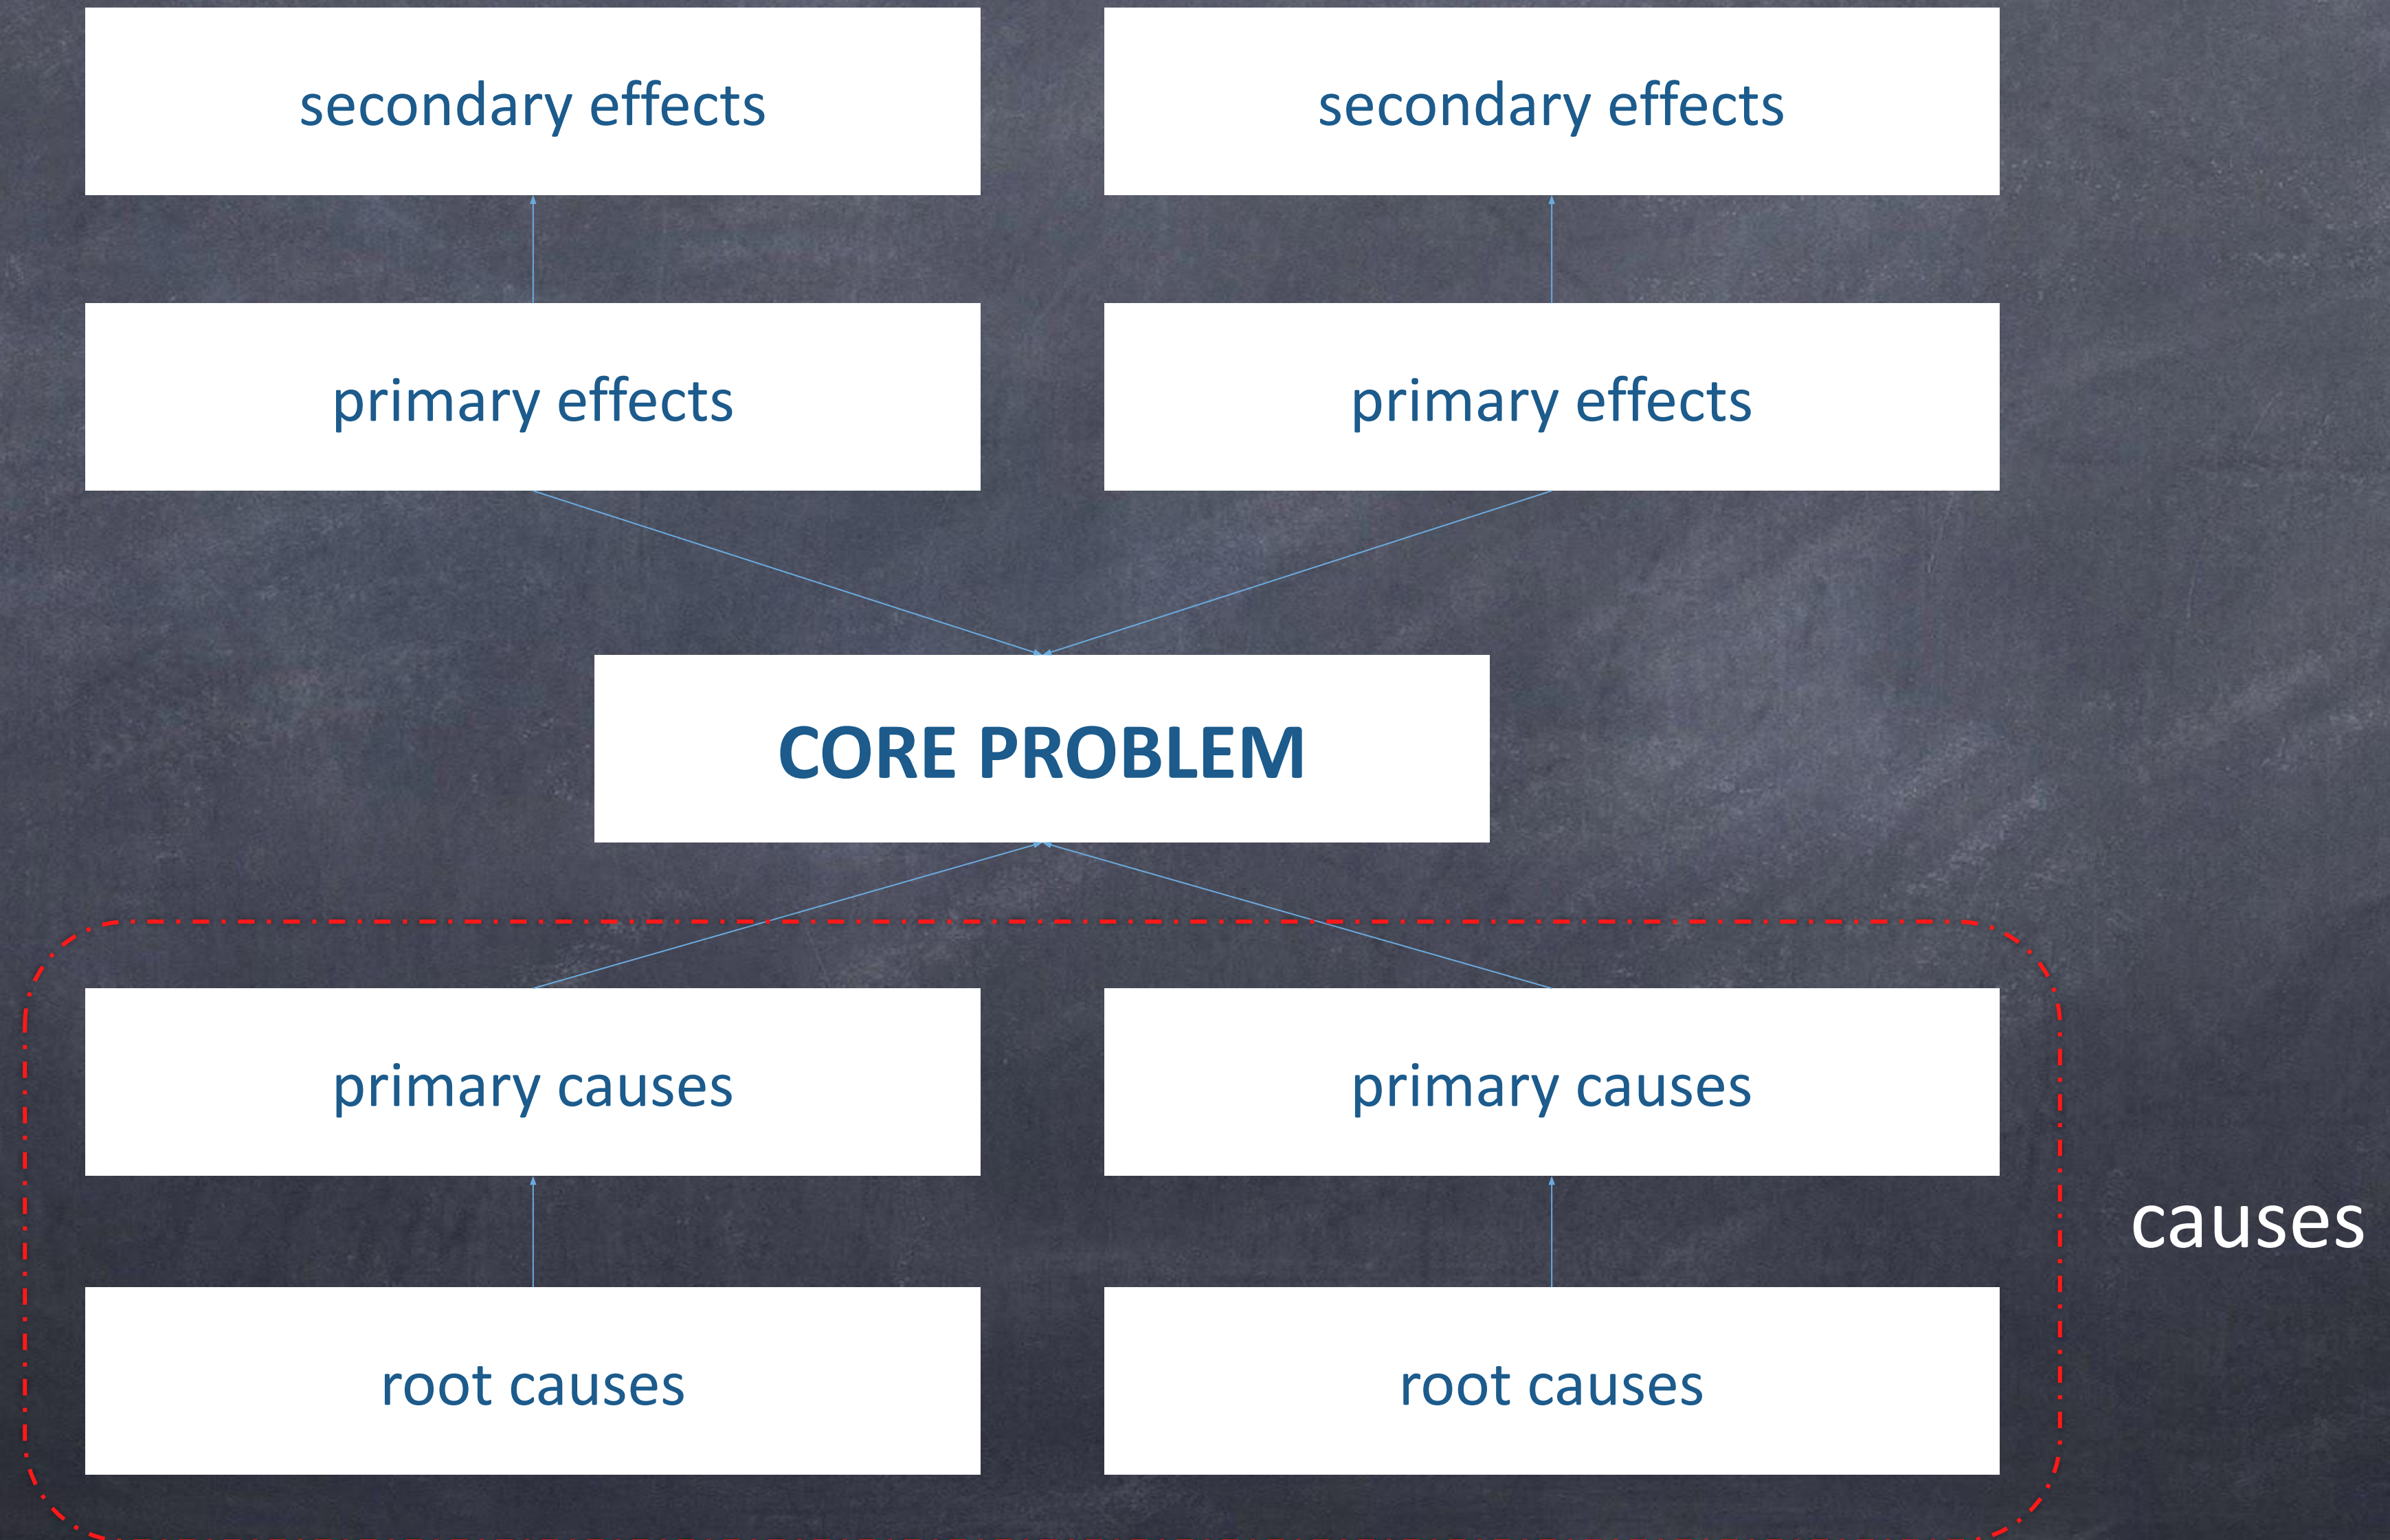 secondary effects
secondary effects
primary effects
primary effects
CORE PROBLEM
primary causes
primary causes
causes
root causes
root causes